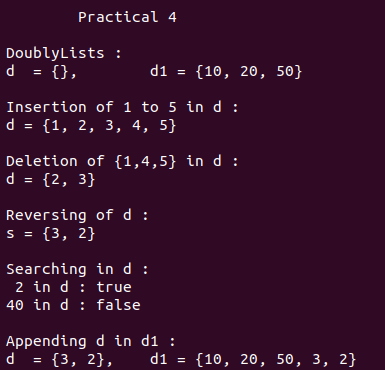 Practical 4
DoublyLists :
d  = {},        d1 = {10, 20, 50}
Insertion of 1 to 5 in d :
d = {1, 2, 3, 4, 5}
Deletion of {1,4,5} in d :
d = {2, 3}
Reversing of d :
s = {3, 2}
Searching in d :
 2 in d : true
40 in d : false
Appending d in d1 :
d  = {3, 2},    d1 = {10, 20, 50, 3, 2}